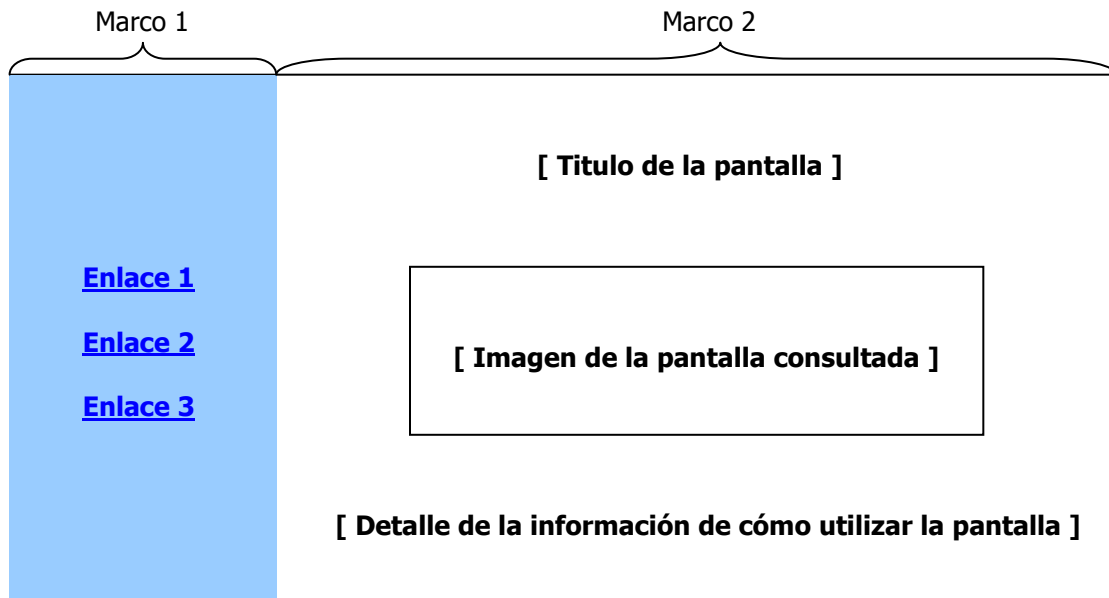 Marco 1
Marco 2
[ Titulo de la pantalla ]
Enlace 1
Enlace 2
Enlace 3
[ Imagen de la pantalla consultada ]
[ Detalle de la información de cómo utilizar la pantalla ]